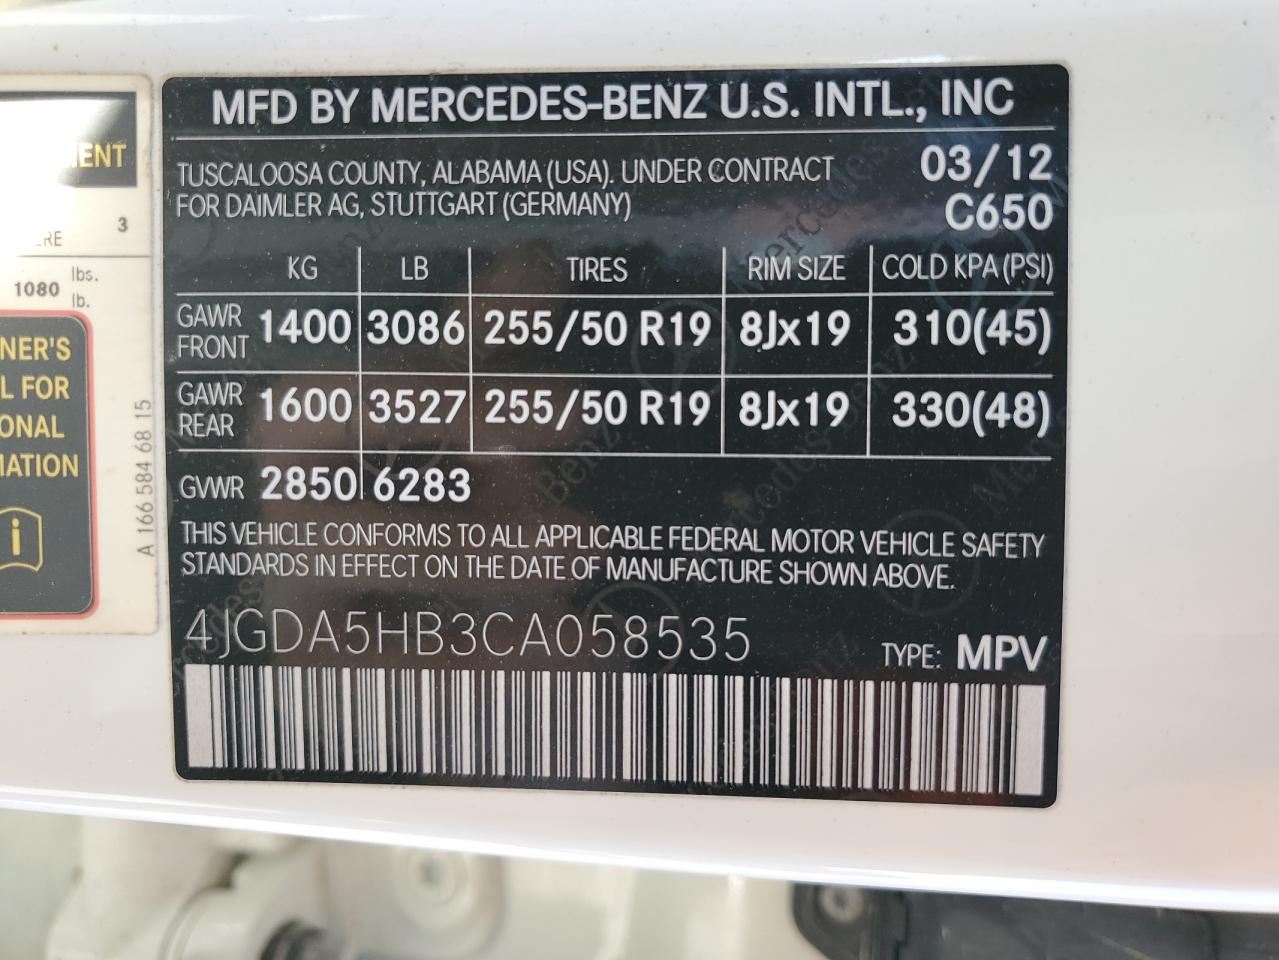 MFD BY MERCEDES-BENZ U.S. INTL., INC
TUSCALOOSA COUNTY, ALABAMA (USA). UNDER CONTRACT 03/12
FOR DAIMLER AG, STUTTGART (GERMANY) C650
KG LB TIRES RIM SIZE COLD KPA (PSI)
GAWR FRONT 1400 3086 255/50 R19 8Jx19 310(45)
GAWR REAR 1600 3527 255/50 R19 8Jx19 330(48)
GVWR 2850 6283
THIS VEHICLE CONFORMS TO ALL APPLICABLE FEDERAL MOTOR VEHICLE SAFETY
STANDARDS IN EFFECT ON THE DATE OF MANUFACTURE SHOWN ABOVE.
4JGDA5HB3CA058535
TYPE: MPV
3
1080 lbs.
lb.
FOR
A 166 584 68 15